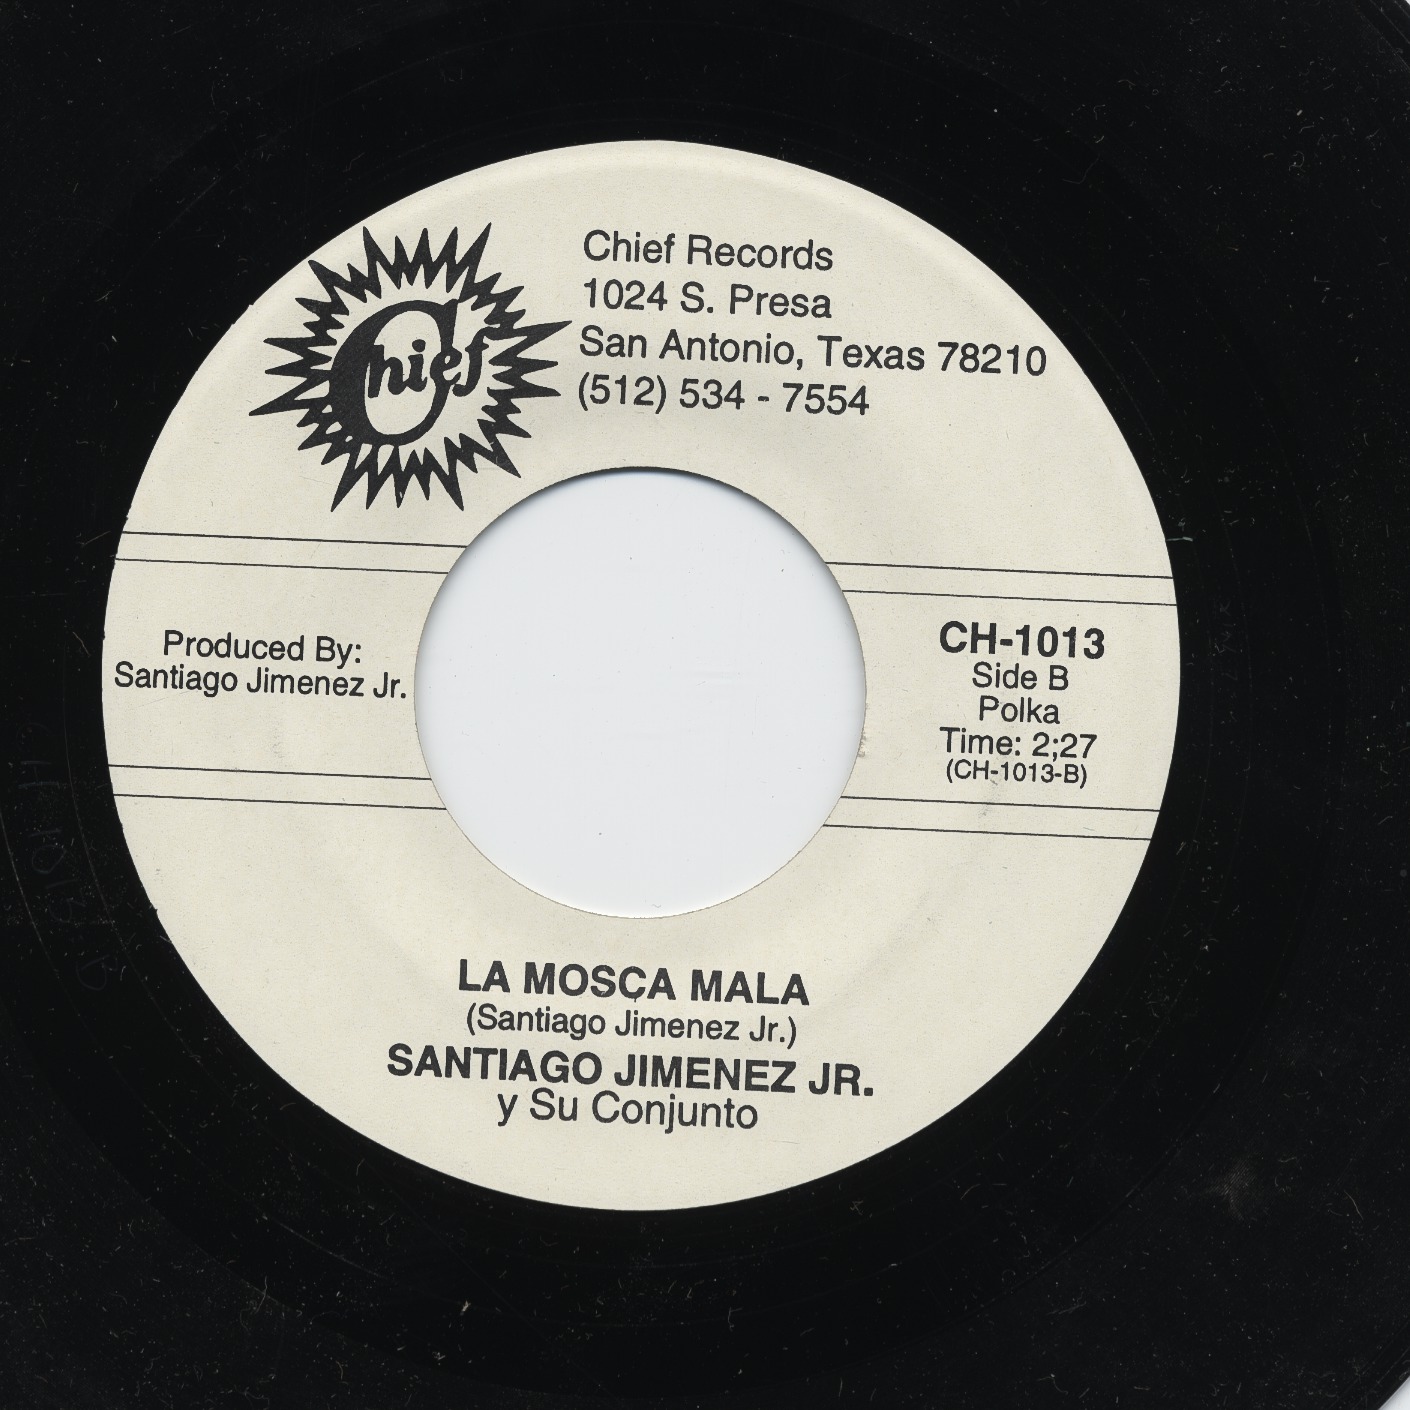 Chief
Chief Records
1024 S. Presa
San Antonio, Texas 78210
(512) 534 - 7554
Produced By:
Santiago Jimenez Jr.
CH-1013
Side B
Polka
Time: 2;27
(CH-1013-B)
LA MOSCA MALA
(Santiago Jimenez Jr.)
SANTIAGO JIMENEZ JR.
y Su Conjunto